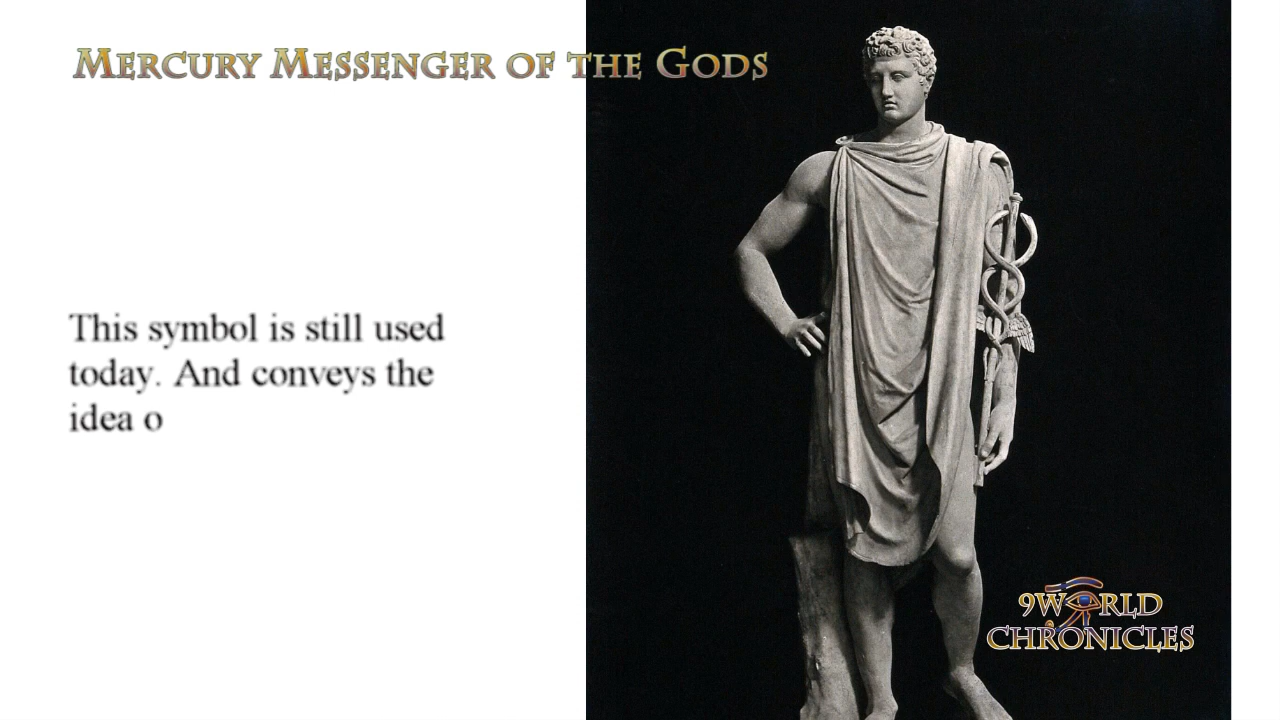 Mercury Messenger of the Gods
This symbol is still used
today. And conveys the
idea o
9WORLD
CHRONICLES